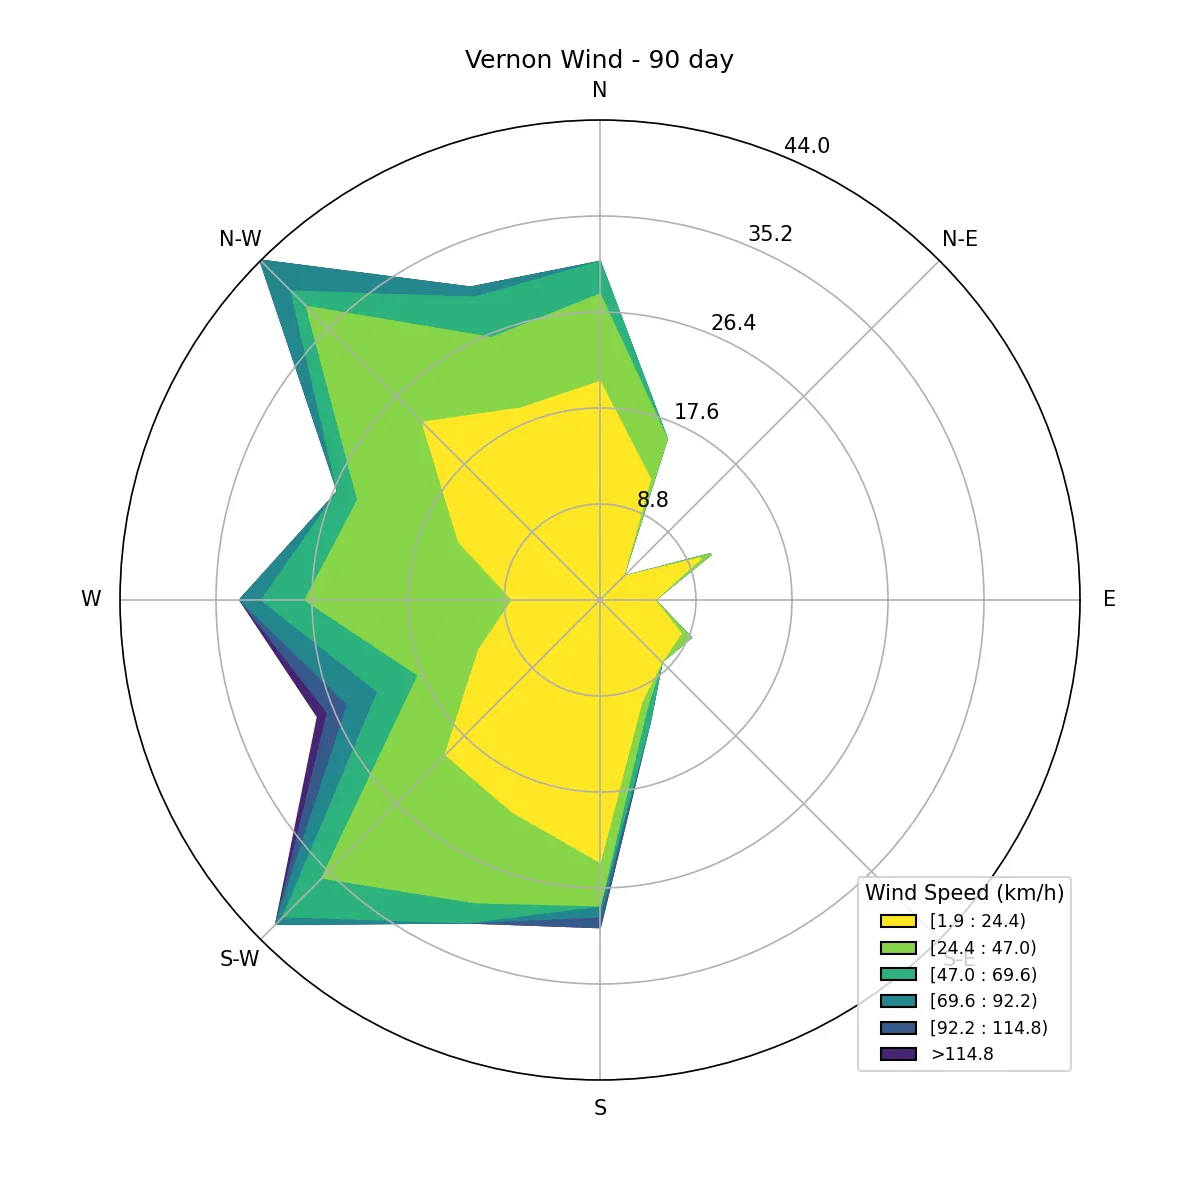 Vernon Wind - 90 day
N
44.0
35.2
N-W
N-E
26.4
17.6
8.8
W
E
Wind Speed (km/h)
[1.9 : 24.4)
[24.4 : 47.0)
S-W
S-E
[47.0 : 69.6)
[69.6 : 92.2)
[92.2 : 114.8)
>114.8
S